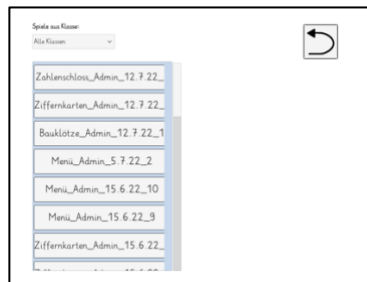 Spiele aus Klasse:
Alle Klassen
Zahlenschloss_Admin_12.7.22_
Ziffernkarten_Admin_12.7.22_
Bauklötze_Admin_12.7.22_1
Menü_Admin_5.7.22_2
Menü_Admin_15.6.22_10
Menü_Admin_15.6.22_9
Ziffernkarten_Admin_15.6.22_